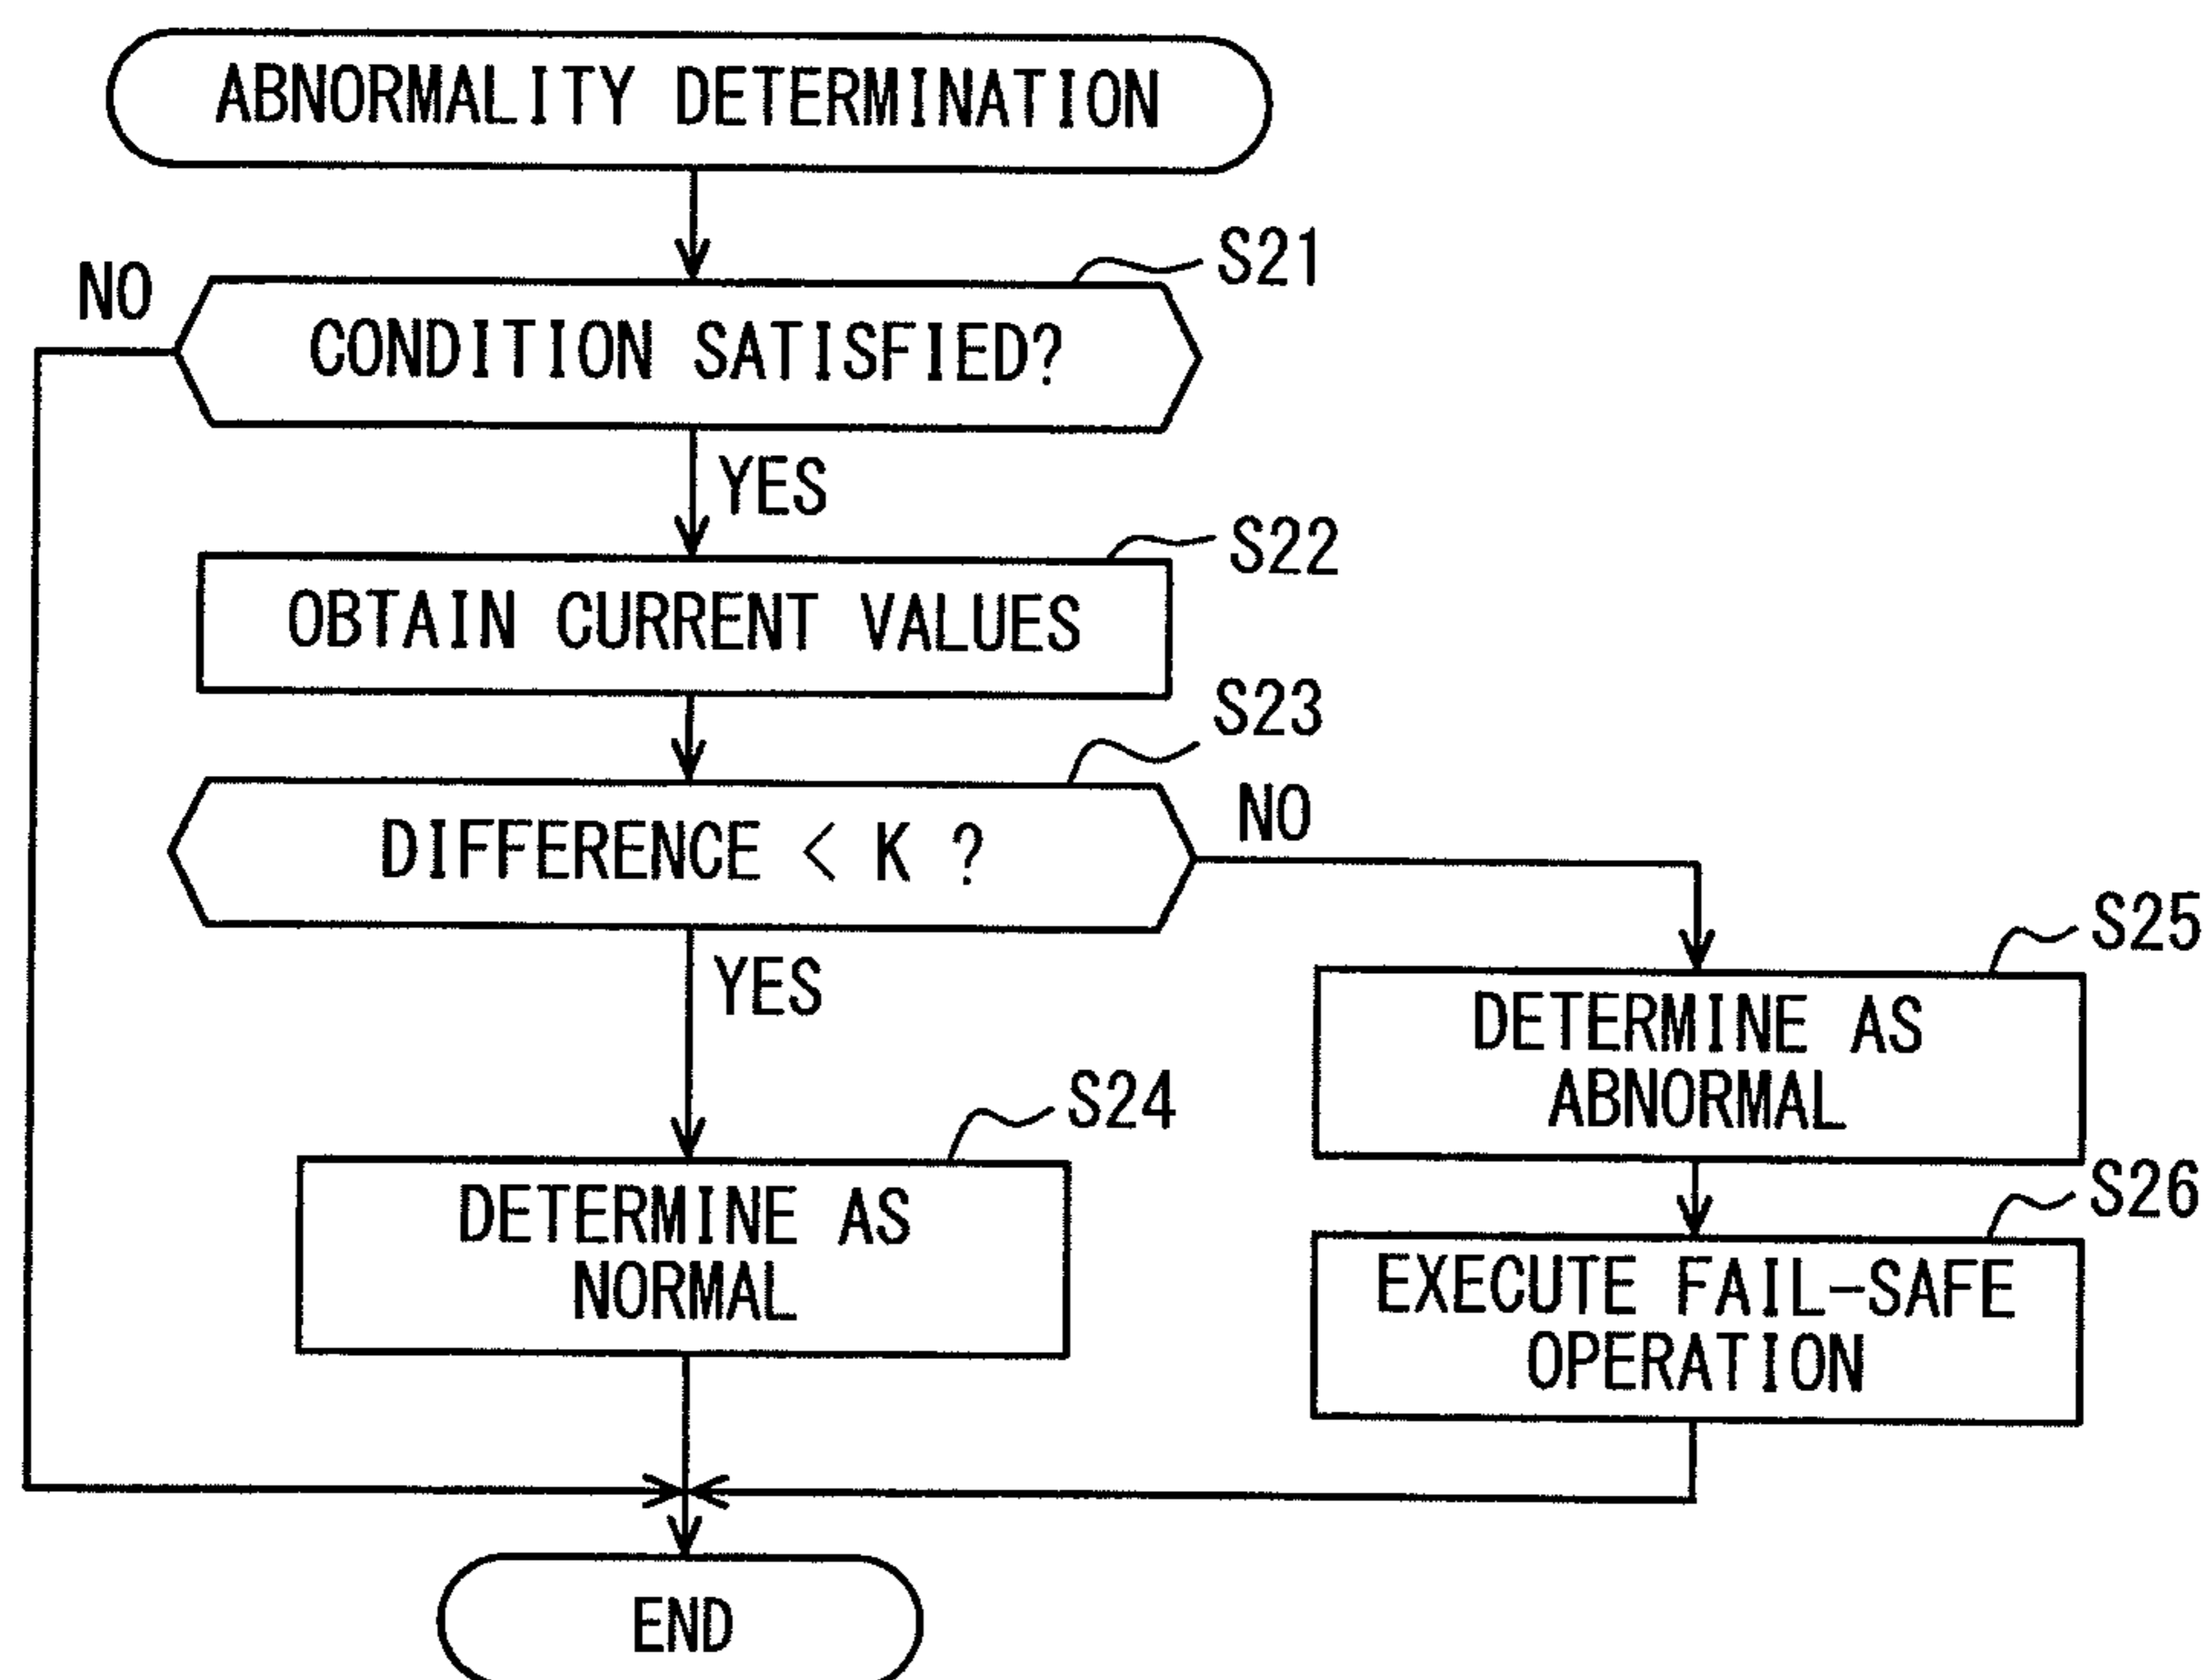 ABNORMALITY DETERMINATION
S21
NO
CONDITION SATISFIED?
YES
S22
OBTAIN CURRENT VALUES
S23
DIFFERENCE < K ?
NO
YES
S25
DETERMINE AS
ABNORMAL
S24
DETERMINE AS
NORMAL
S26
EXECUTE FAIL-SAFE
OPERATION
END